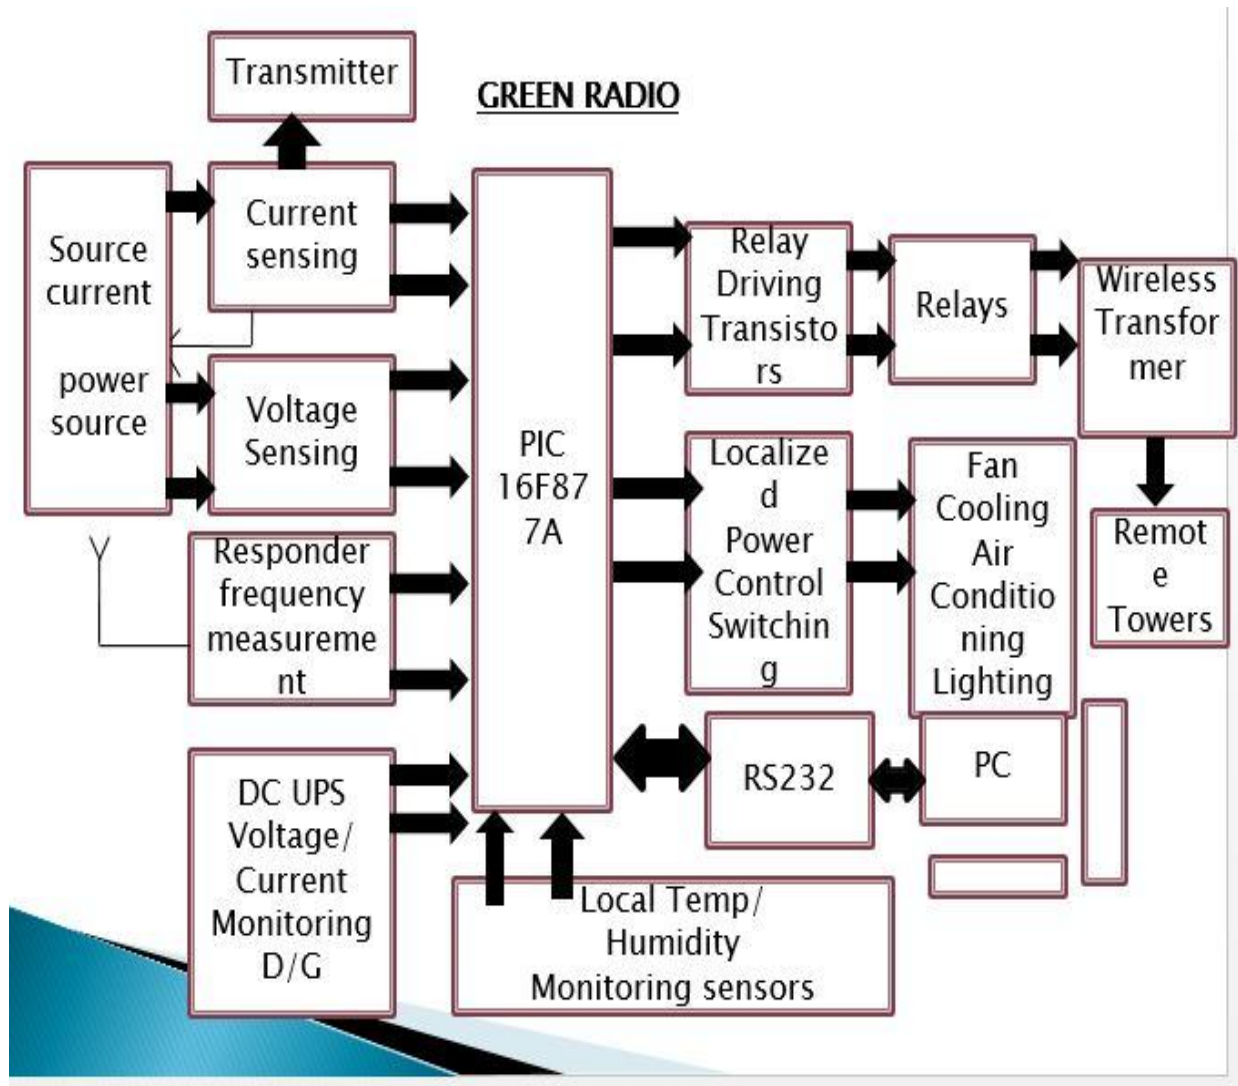 Transmitter
GREEN RADIO
Source
current
power
source
Current
sensing
Voltage
Sensing
Responder
frequency
measureme
nt
DC UPS
Voltage/
Current
Monitoring
D/G
PIC
16F87
7A
Relay
Driving
Transisto
rs
Relays
Wireless
Transfor
mer
Localize
d
Power
Control
Switchin
g
Fan
Cooling
Air
Conditio
ning
Lighting
Remot
e
Towers
RS232
PC
Local Temp/
Humidity
Monitoring sensors